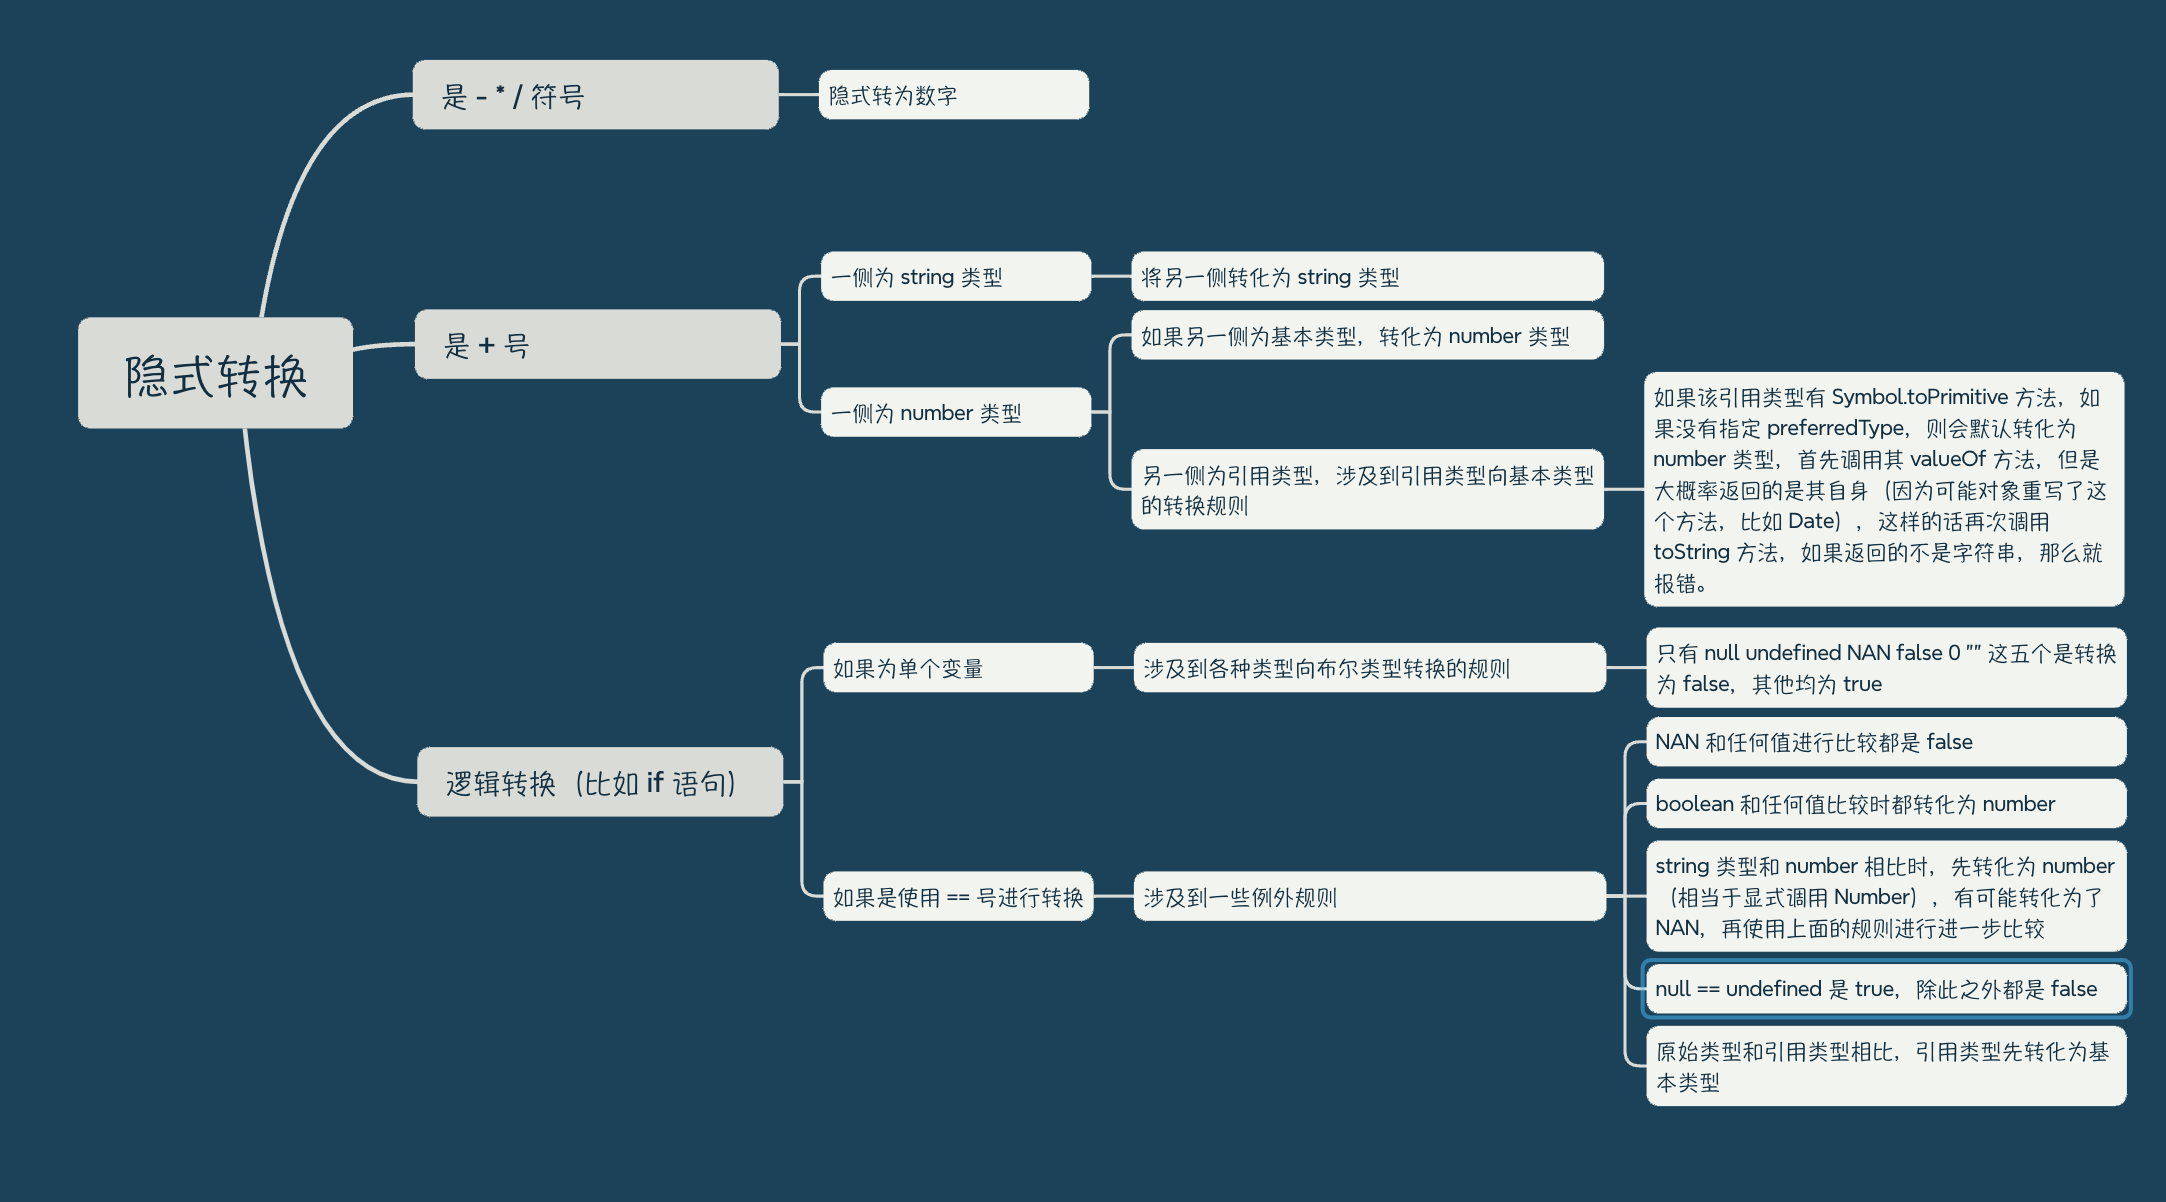 是 - * / 符号
隐式转为数字
一侧为 string 类型
将另一侧转化为 string 类型
如果另一侧为基本类型，转化为 number 类型
是 + 号
隐式转换
一侧为 number 类型
另一侧为引用类型，涉及到引用类型向基本类型
的转换规则
如果该引用类型有 Symbol.toPrimitive 方法，如
果没有指定 preferredType，则会默认转化为
number 类型，首先调用其 valueOf 方法，但是
大概率返回的是其自身（因为可能对象重写了这
个方法，比如 Date），这样的话再次调用
toString 方法，如果返回的不是字符串，那么就
报错。
如果为单个变量
涉及到各种类型向布尔类型转换的规则
只有 null undefined NAN false 0 "" 这五个是转换
为 false，其他均为 true
逻辑转换（比如 if 语句）
如果是使用 == 号进行转换
涉及到一些例外规则
NAN 和任何值进行比较都是 false
boolean 和任何值比较时都转化为 number
string 类型和 number 相比时，先转化为 number
（相当于显式调用 Number），有可能转化为了
NAN，再使用上面的规则进行进一步比较
null == undefined 是 true，除此之外都是 false
原始类型和引用类型相比，引用类型先转化为基
本类型